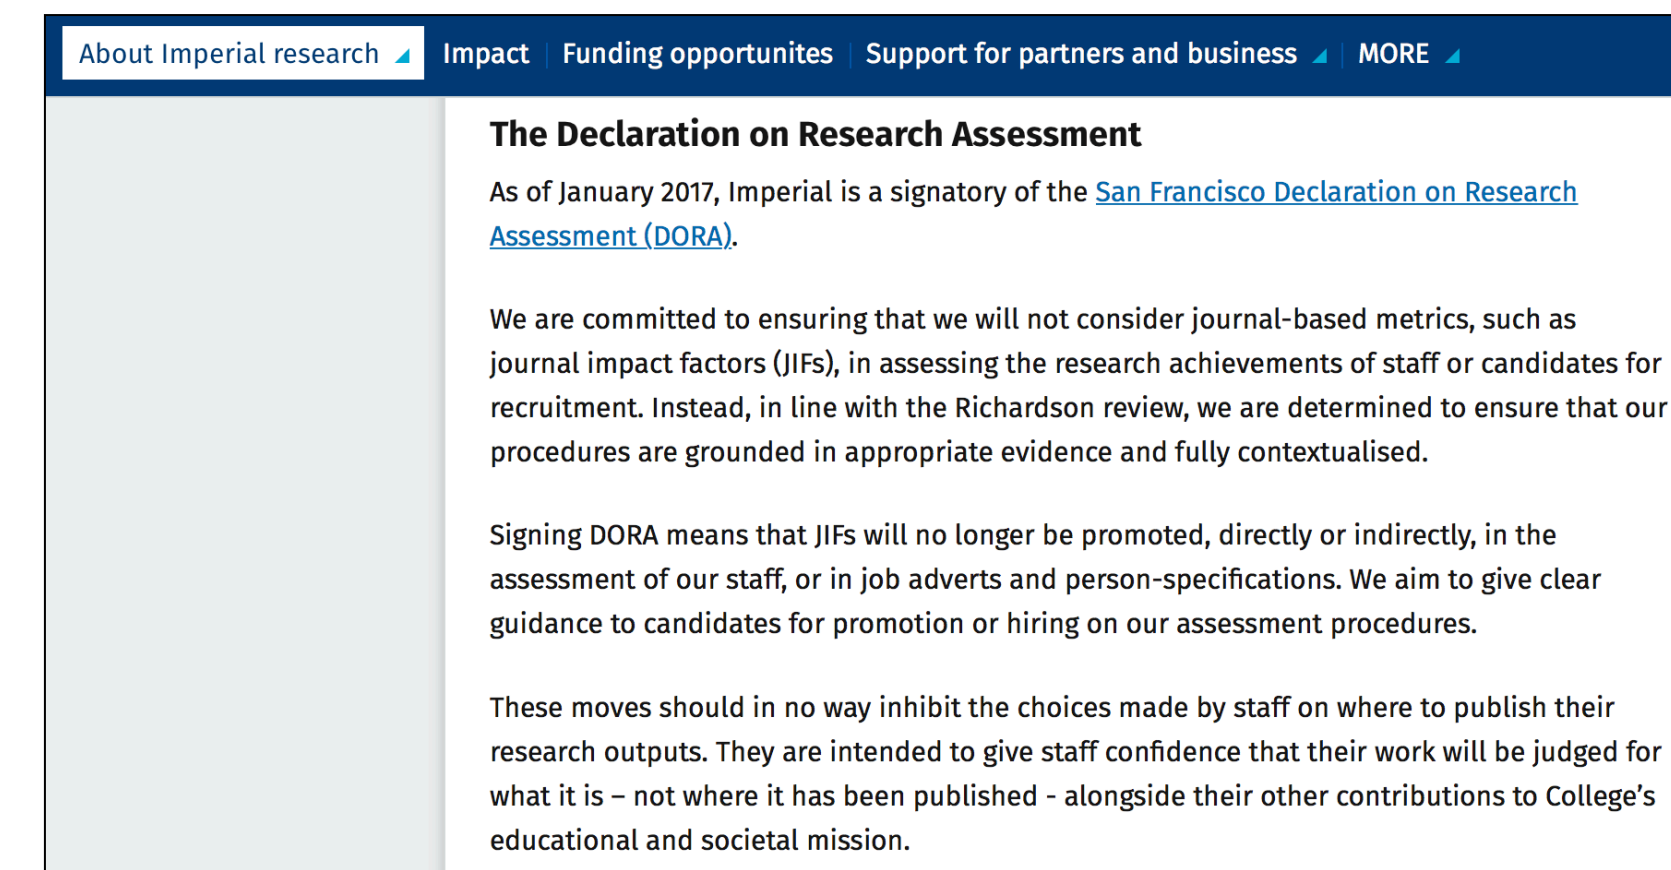 About Imperial research Impact Funding opportunites Support for partners and business MORE
The Declaration on Research Assessment
As of January 2017, Imperial is a signatory of the San Francisco Declaration on Research
Assessment (DORA).
We are committed to ensuring that we will not consider journal-based metrics, such as
journal impact factors (JIFs), in assessing the research achievements of staff or candidates for
recruitment. Instead, in line with the Richardson review, we are determined to ensure that our
procedures are grounded in appropriate evidence and fully contextualised.
Signing DORA means that JIFs will no longer be promoted, directly or indirectly, in the
assessment of our staff, or in job adverts and person-specifications. We aim to give clear
guidance to candidates for promotion or hiring on our assessment procedures.
These moves should in no way inhibit the choices made by staff on where to publish their
research outputs. They are intended to give staff confidence that their work will be judged for
what it is – not where it has been published - alongside their other contributions to College’s
educational and societal mission.